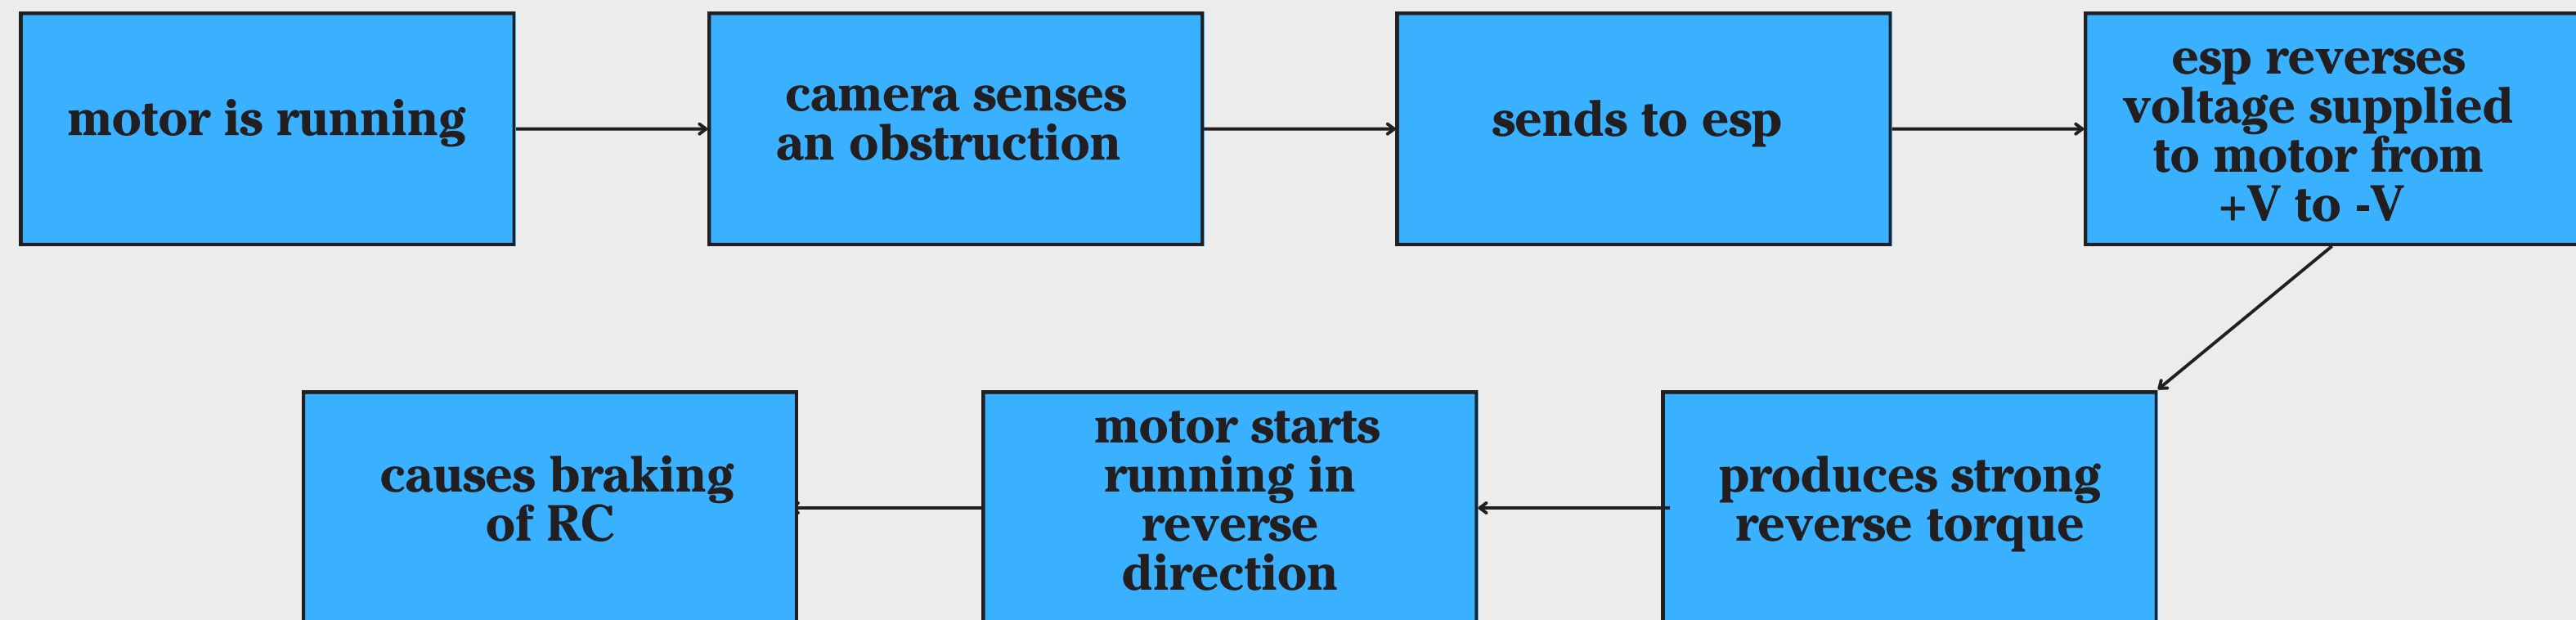 motor is running
camera senses
an obstruction
sends to esp
esp reverses
voltage supplied
to motor from
+V to -V
produces strong
reverse torque
motor starts
running in
reverse
direction
causes braking
of RC